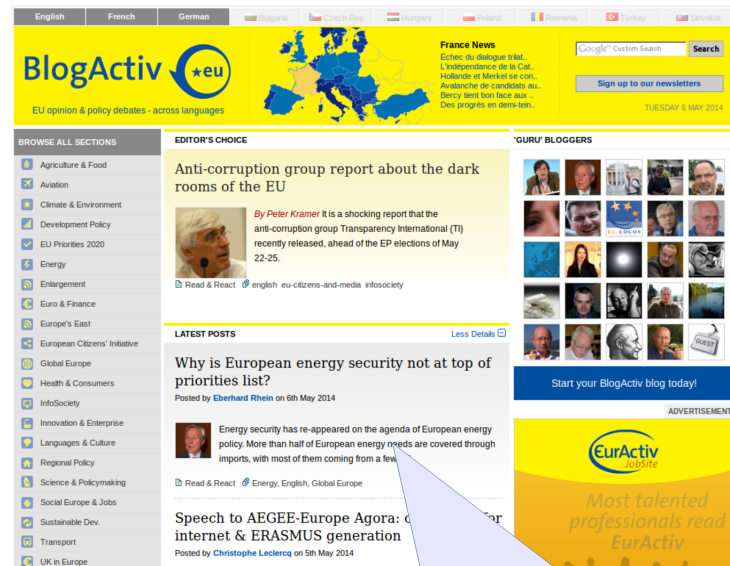 English French German Bulgaria Czech Rep. Hungary Poland Romania Turkey Slovakia
BlogActiv .eu
EU opinion & policy debates - across languages
France News
Echec du dialogue trilat..
L'indépendance de la Cat..
Hollande et Merkel se con..
Avalanche de candidats au..
Bercy tient bon face aux ..
Des progrès en demi-tein..
Google™ Custom Search Search
Sign up to our newsletters
TUESDAY 6 MAY 2014
BROWSE ALL SECTIONS
Agriculture & Food
Aviation
Climate & Environment
Development Policy
EU Priorities 2020
Energy
Enlargement
Euro & Finance
Europe's East
European Citizens' Initiative
Global Europe
Health & Consumers
InfoSociety
Innovation & Enterprise
Languages & Culture
Regional Policy
Science & Policymaking
Social Europe & Jobs
Sustainable Dev.
Transport
UK in Europe
EDITOR'S CHOICE
Anti-corruption group report about the dark
rooms of the EU
By Peter Kramer It is a shocking report that the
anti-corruption group Transparency International (TI)
recently released, ahead of the EP elections of May
22-25.
Read & React english eu-citizens-and-media infosociety
LATEST POSTS Less Details
Why is European energy security not at top of
priorities list?
Posted by Eberhard Rhein on 6th May 2014
Energy security has re-appeared on the agenda of European energy
policy. More than half of European energy needs are covered through
imports, with most of them coming from a few
Read & React Energy, English, Global Europe
Speech to AEGEE-Europe Agora: for
internet & ERASMUS generation
Posted by Christophe Leclercq on 5th May 2014
'GURU' BLOGGERS
EU-LOGOS
GUEST
Start your BlogActiv blog today!
ADVERTISEMENT
EurActiv
JobSite
Most talented
professionals read
EurActiv